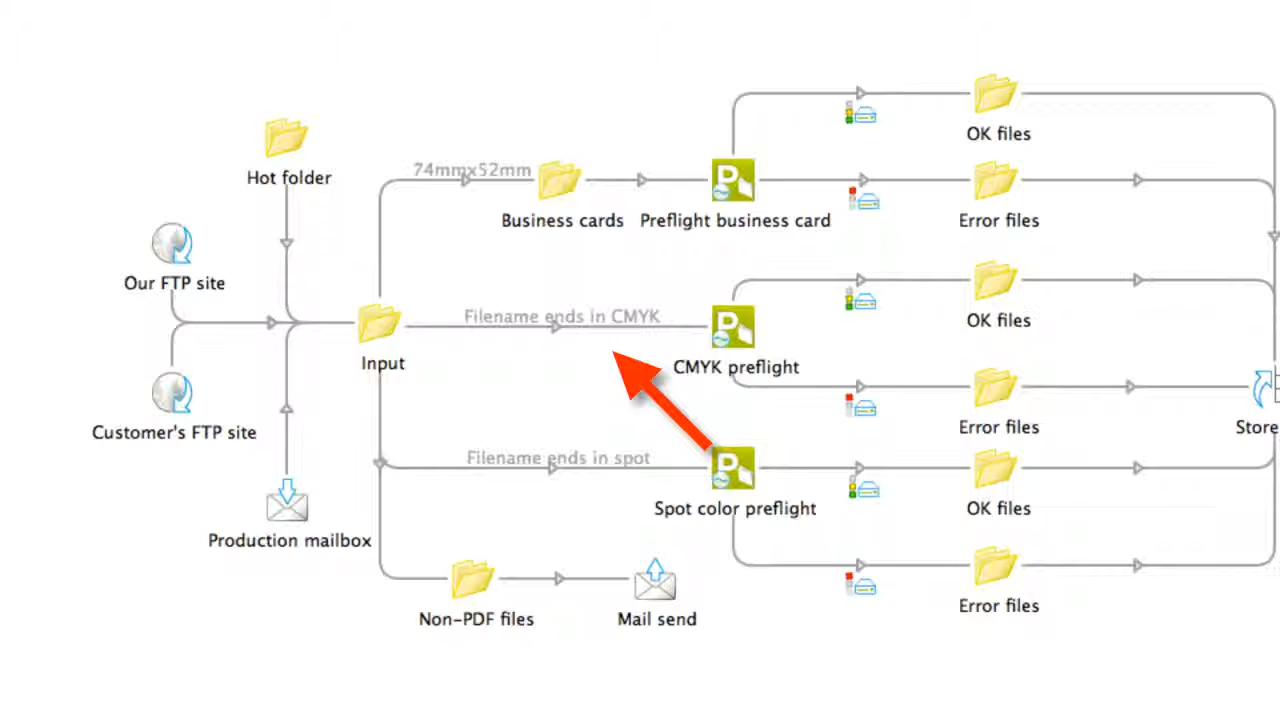 OK files
Hot folder
74mmx52mm
Business cards
Preflight business card
Error files
Our FTP site
Filename ends in CMYK
OK files
Input
CMYK preflight
Customer's FTP site
Error files
Store
Filename ends in spot
Spot color preflight
OK files
Production mailbox
Non-PDF files
Mail send
Error files